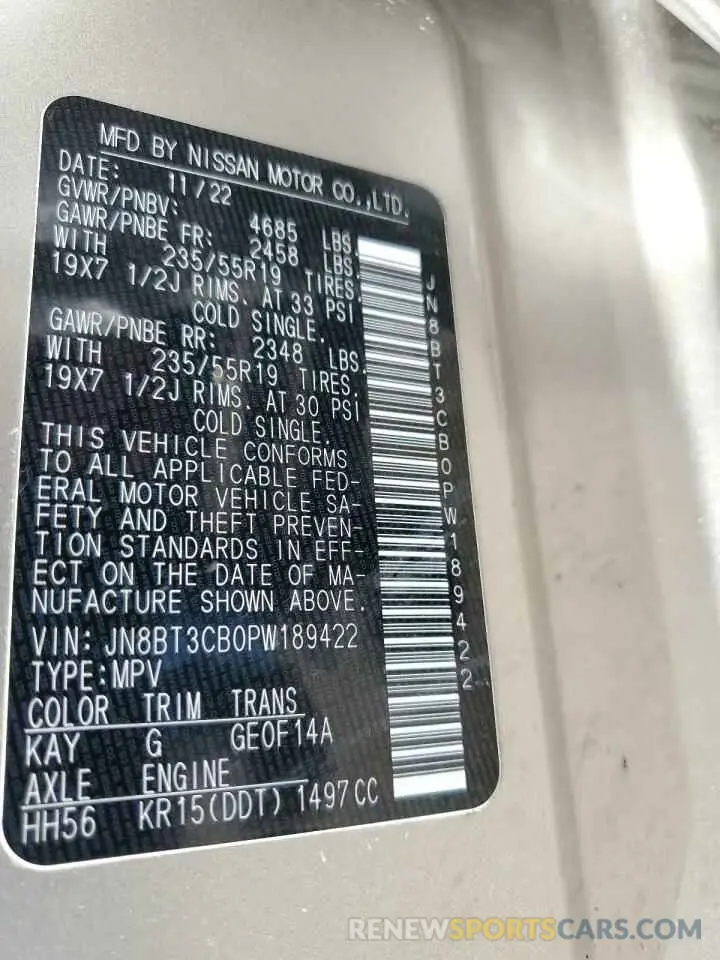 MFD BY NISSAN MOTOR CO.,LTD.
DATE: 11/22
GVWR/PNBV: 4685 LBS.
GAWR/PNBE FR: 2458 LBS.
WITH 235/55R19 TIRES.
19X7 1/2J RIMS. AT 33 PSI
COLD SINGLE.
GAWR/PNBE RR: 2348 LBS.
WITH 235/55R19 TIRES.
19X7 1/2J RIMS. AT 30 PSI
COLD SINGLE.
THIS VEHICLE CONFORMS
TO ALL APPLICABLE FED-
ERAL MOTOR VEHICLE SA-
FETY AND THEFT PREVEN-
TION STANDARDS IN EFF-
ECT ON THE DATE OF MA-
NUFACTURE SHOWN ABOVE.
VIN: JN8BT3CB0PW189422
TYPE:MPV
COLOR TRIM TRANS
KAY G GE0F14A
AXLE ENGINE
HH56 KR15(DDT) 1497CC
JN8BT3CB0PW189422
RENEWSPORTSCARS.COM